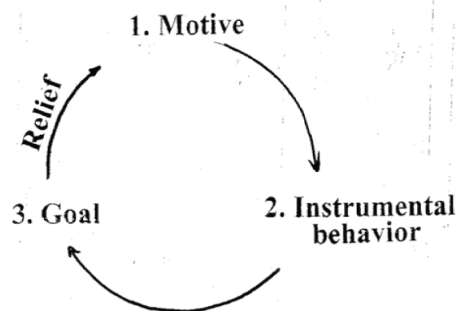 1. Motive
Relief
3. Goal
2. Instrumental
behavior